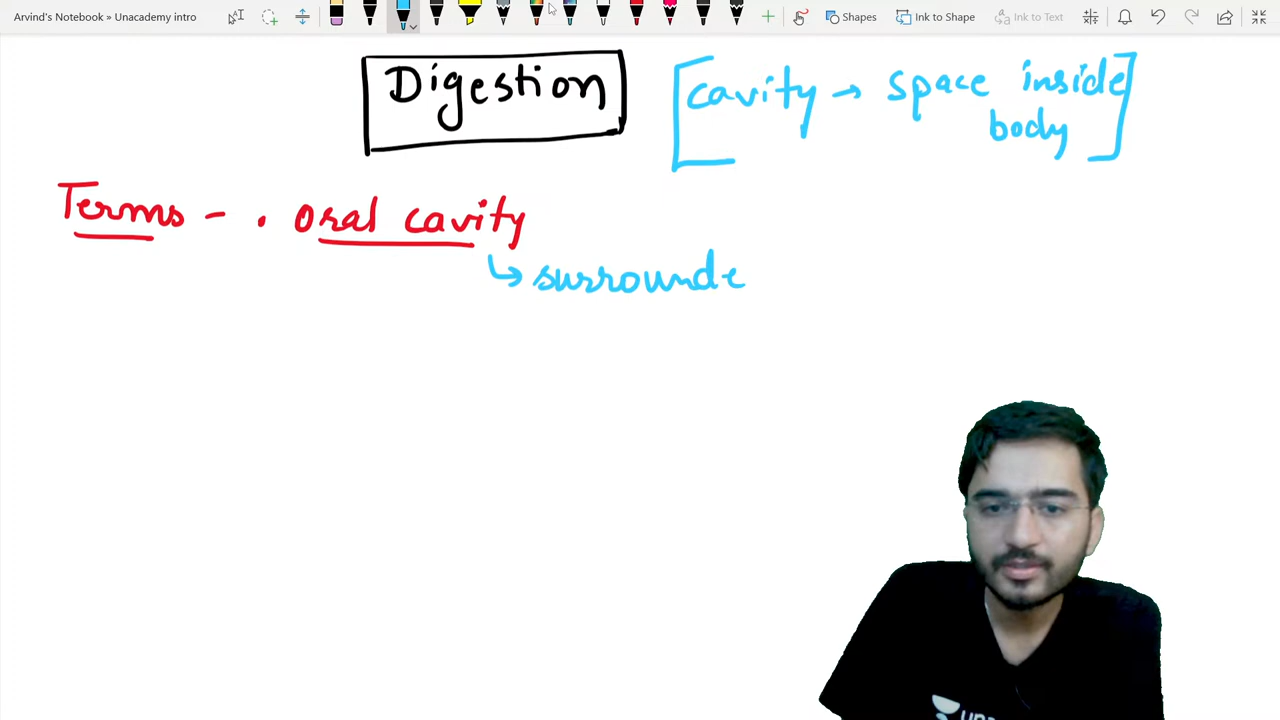 Arvind's Notebook » Unacademy intro
Shapes
Ink to Shape
Ink to Text
Digestion
[cavity → space inside
body]
Terms - . oral cavity
↳ surrounde